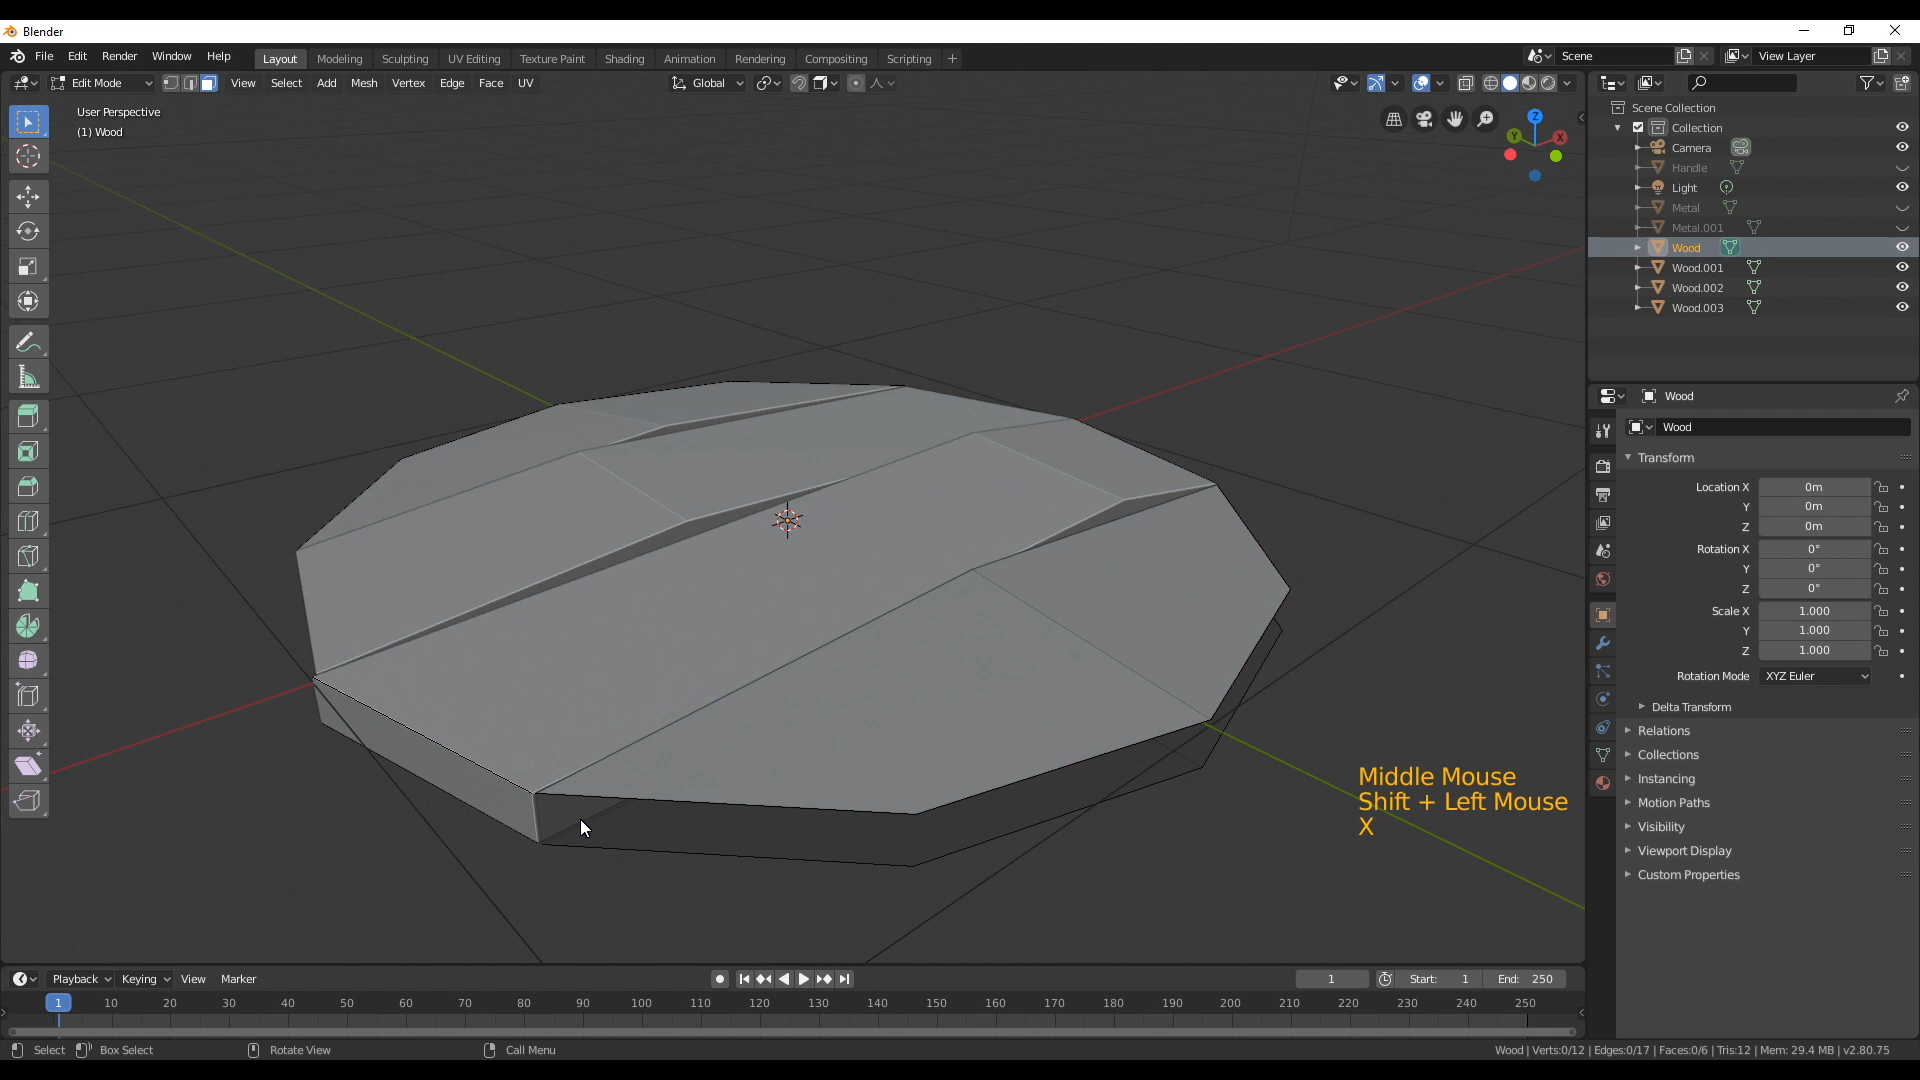 Blender
File Edit Render Window Help Layout Modeling Sculpting UV Editing Texture Paint Shading Animation Rendering Compositing Scripting + Scene View Layer
Edit Mode View Select Add Mesh Vertex Edge Face UV Global
User Perspective
(1) Wood
Z
Y X
Scene Collection
Collection
Camera
Handle
Light
Metal
Metal.001
Wood
Wood.001
Wood.002
Wood.003
Wood
Wood
Transform
Location X 0m
Y 0m
Z 0m
Rotation X 0°
Y 0°
Z 0°
Scale X 1.000
Y 1.000
Z 1.000
Rotation Mode XYZ Euler
Delta Transform
Relations
Collections
Instancing
Motion Paths
Visibility
Viewport Display
Custom Properties
Middle Mouse
Shift + Left Mouse
X
Playback Keying View Marker 1 Start: 1 End: 250
1 10 20 30 40 50 60 70 80 90 100 110 120 130 140 150 160 170 180 190 200 210 220 230 240 250
Select Box Select Rotate View Call Menu Wood | Verts:0/12 | Edges:0/17 | Faces:0/6 | Tris:12 | Mem: 29.4 MB | v2.80.75